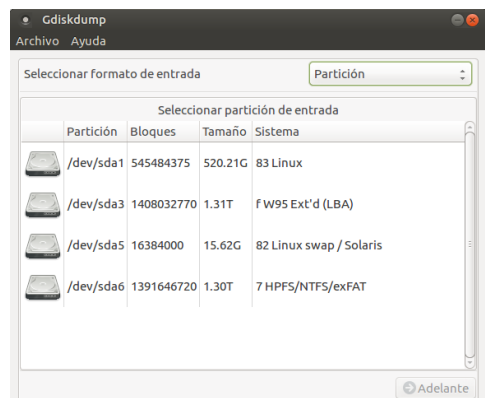 Gdiskdump
Archivo Ayuda
Seleccionar formato de entrada Partición
Seleccionar partición de entrada
Partición Bloques Tamaño Sistema
/dev/sda1 545484375 520.21G 83 Linux
/dev/sda3 1408032770 1.31T f W95 Ext'd (LBA)
/dev/sda5 16384000 15.62G 82 Linux swap / Solaris
/dev/sda6 1391646720 1.30T 7 HPFS/NTFS/exFAT
Adelante